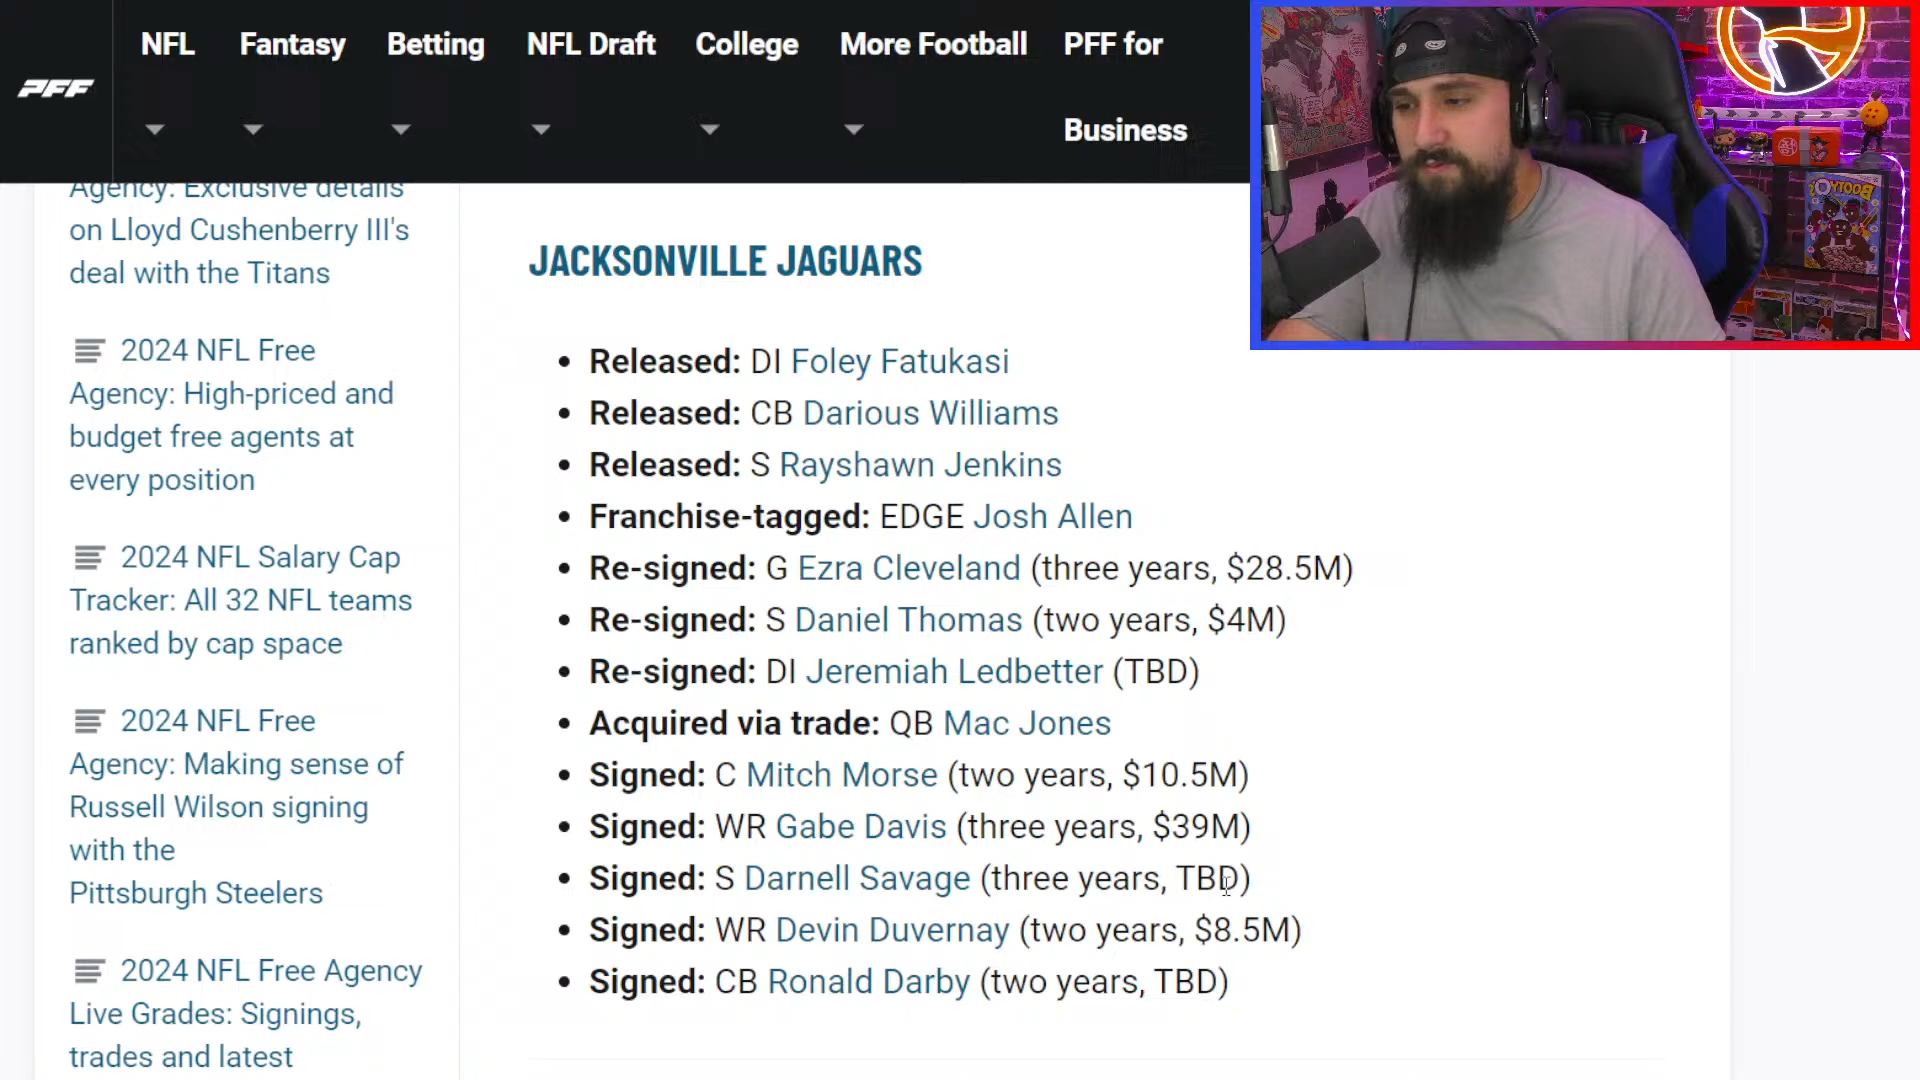 PFF
NFL
Fantasy
Betting
NFL Draft
College
More Football
PFF for
Business
Agency: Exclusive details
on Lloyd Cushenberry III's
deal with the Titans
2024 NFL Free
Agency: High-priced and
budget free agents at
every position
2024 NFL Salary Cap
Tracker: All 32 NFL teams
ranked by cap space
2024 NFL Free
Agency: Making sense of
Russell Wilson signing
with the
Pittsburgh Steelers
2024 NFL Free Agency
Live Grades: Signings,
trades and latest
JACKSONVILLE JAGUARS
• Released: DI Foley Fatukasi
• Released: CB Darious Williams
• Released: S Rayshawn Jenkins
• Franchise-tagged: EDGE Josh Allen
• Re-signed: G Ezra Cleveland (three years, $28.5M)
• Re-signed: S Daniel Thomas (two years, $4M)
• Re-signed: DI Jeremiah Ledbetter (TBD)
• Acquired via trade: QB Mac Jones
• Signed: C Mitch Morse (two years, $10.5M)
• Signed: WR Gabe Davis (three years, $39M)
• Signed: S Darnell Savage (three years, TBD)
• Signed: WR Devin Duvernay (two years, $8.5M)
• Signed: CB Ronald Darby (two years, TBD)